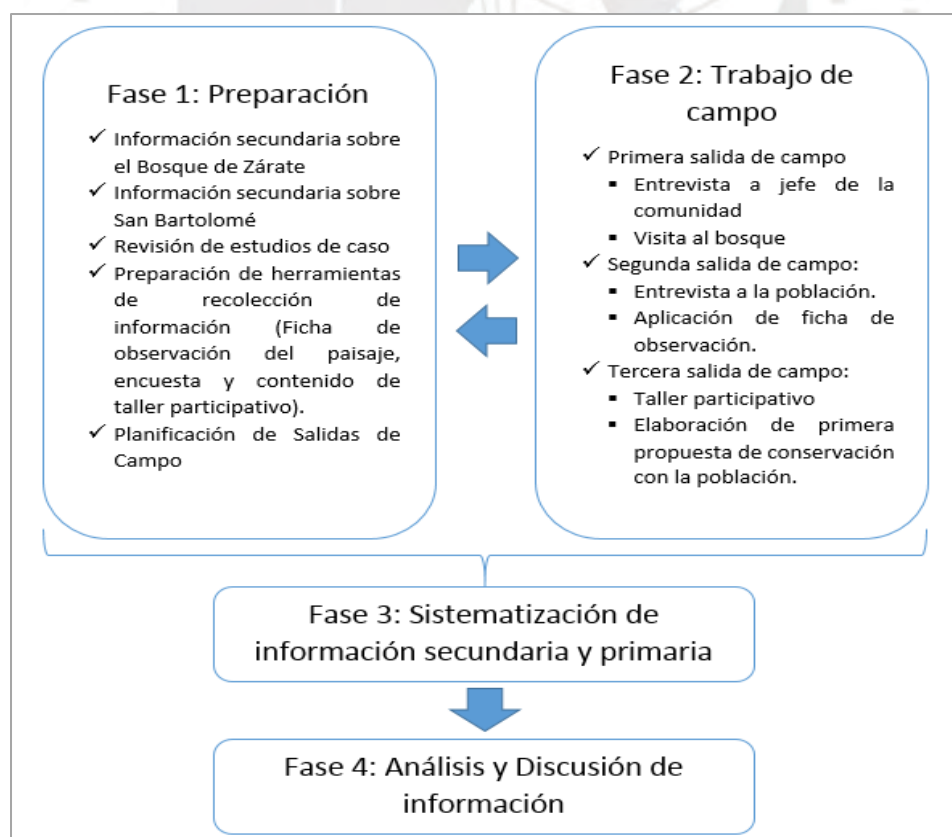 Fase 1: Preparación
✓ Información secundaria sobre
el Bosque de Zárate
✓ Información secundaria sobre
San Bartolomé
✓ Revisión de estudios de caso
✓ Preparación de herramientas
de recolección de
información (Ficha de
observación del paisaje,
encuesta y contenido de
taller participativo).
✓ Planificación de Salidas de
Campo
Fase 2: Trabajo de
campo
✓ Primera salida de campo
▪ Entrevista a jefe de la
comunidad
▪ Visita al bosque
✓ Segunda salida de campo:
▪ Entrevista a la población.
▪ Aplicación de ficha de
observación.
✓ Tercera salida de campo:
▪ Taller participativo
▪ Elaboración de primera
propuesta de conservación
con la población.
Fase 3: Sistematización de
información secundaria y primaria
Fase 4: Análisis y Discusión de
información